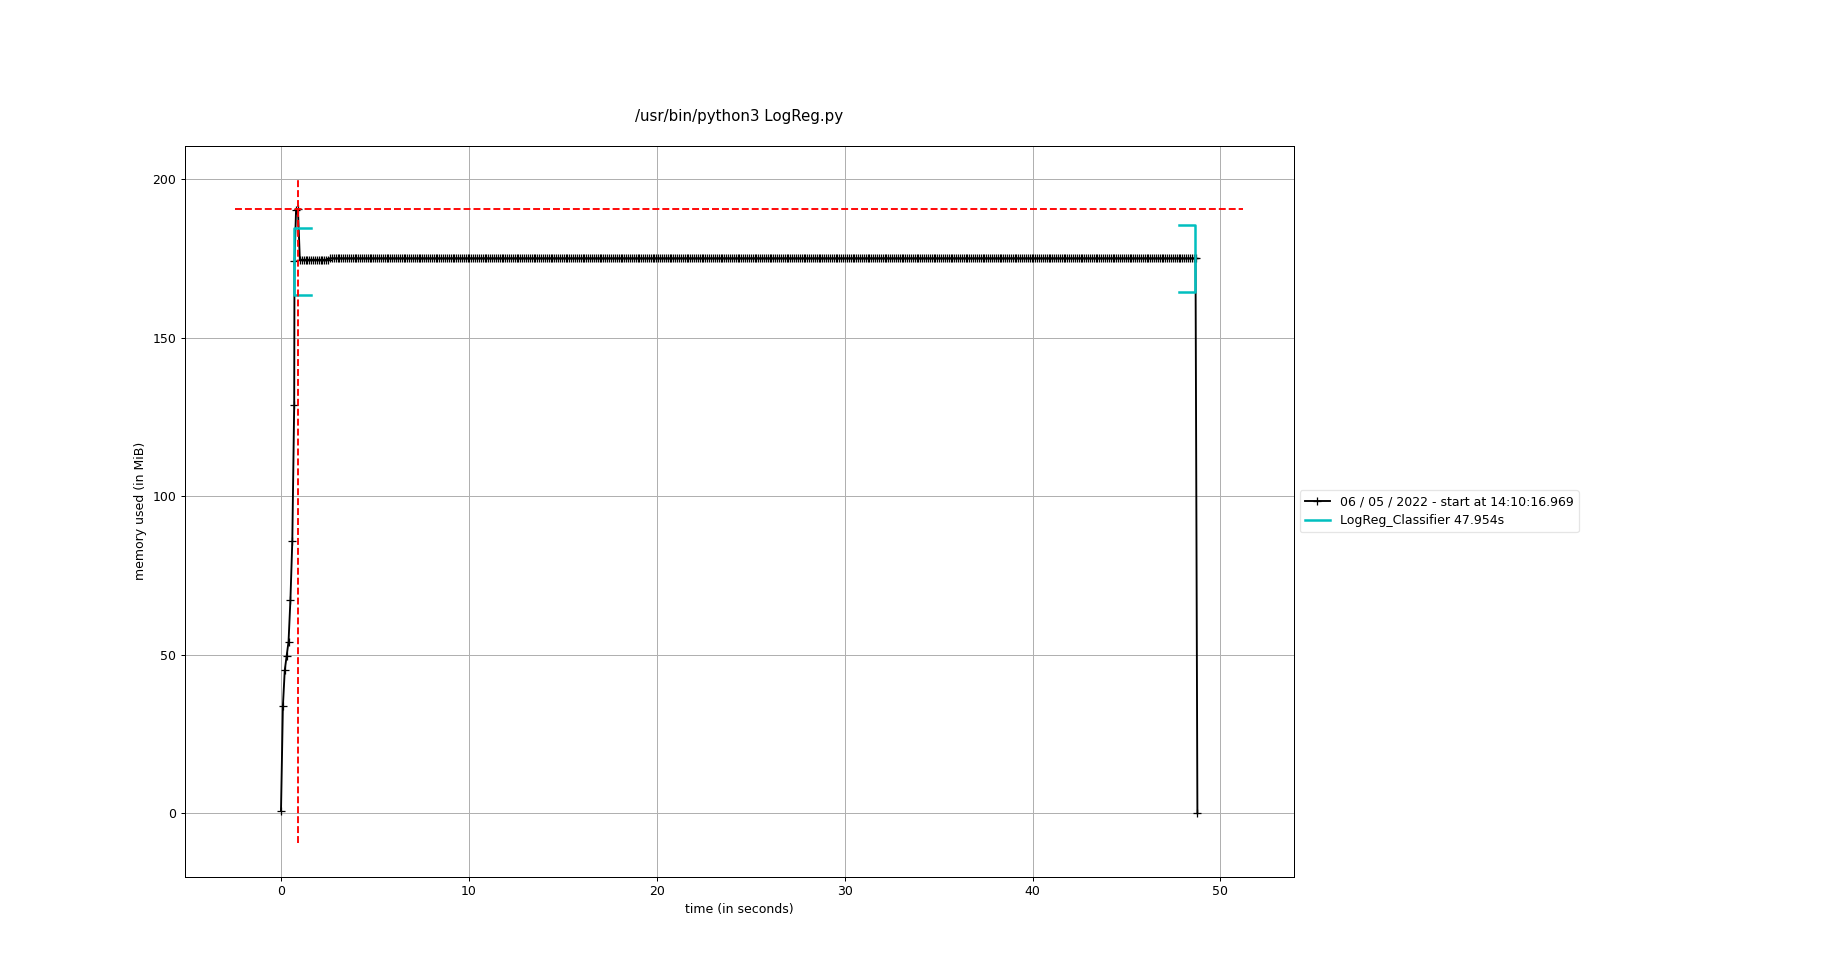 /usr/bin/python3 LogReg.py
200
150
100
50
0
memory used (in MiB)
0 10 20 30 40 50
time (in seconds)
06 / 05 / 2022 - start at 14:10:16.969
LogReg_Classifier 47.954s